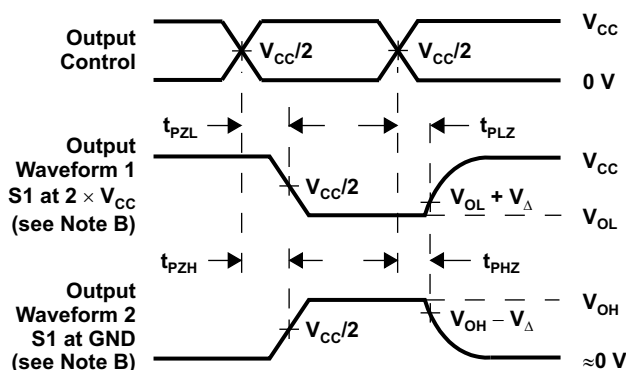 Output
Control
V_CC/2
V_CC/2
V_CC
0 V
t_PZL
t_PLZ
Output
Waveform 1
S1 at 2 × V_CC
(see Note B)
V_CC/2
V_CC
V_OL + V_Δ
V_OL
t_PZH
t_PHZ
Output
Waveform 2
S1 at GND
(see Note B)
V_CC/2
V_OH
V_OH – V_Δ
≈0 V